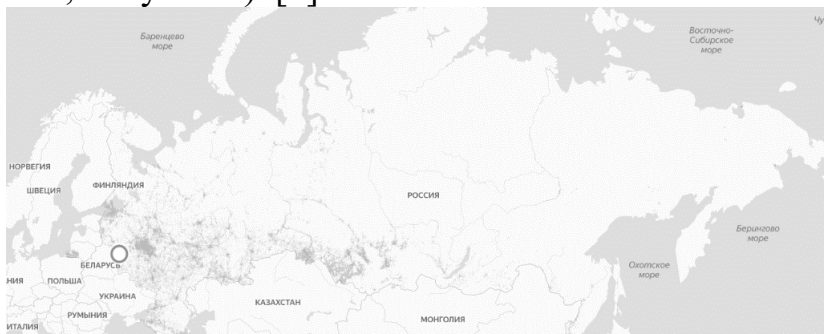 Баренцево
море
Восточно-
Сибирское
море
НОРВЕГИЯ
ШВЕЦИЯ
ФИНЛЯНДИЯ
РОССИЯ
Берингово
море
БЕЛАРУСЬ
Охотское
море
ПОЛЬША
УКРАИНА
КАЗАХСТАН
РУМЫНИЯ
МОНГОЛИЯ
ИТАЛИЯ